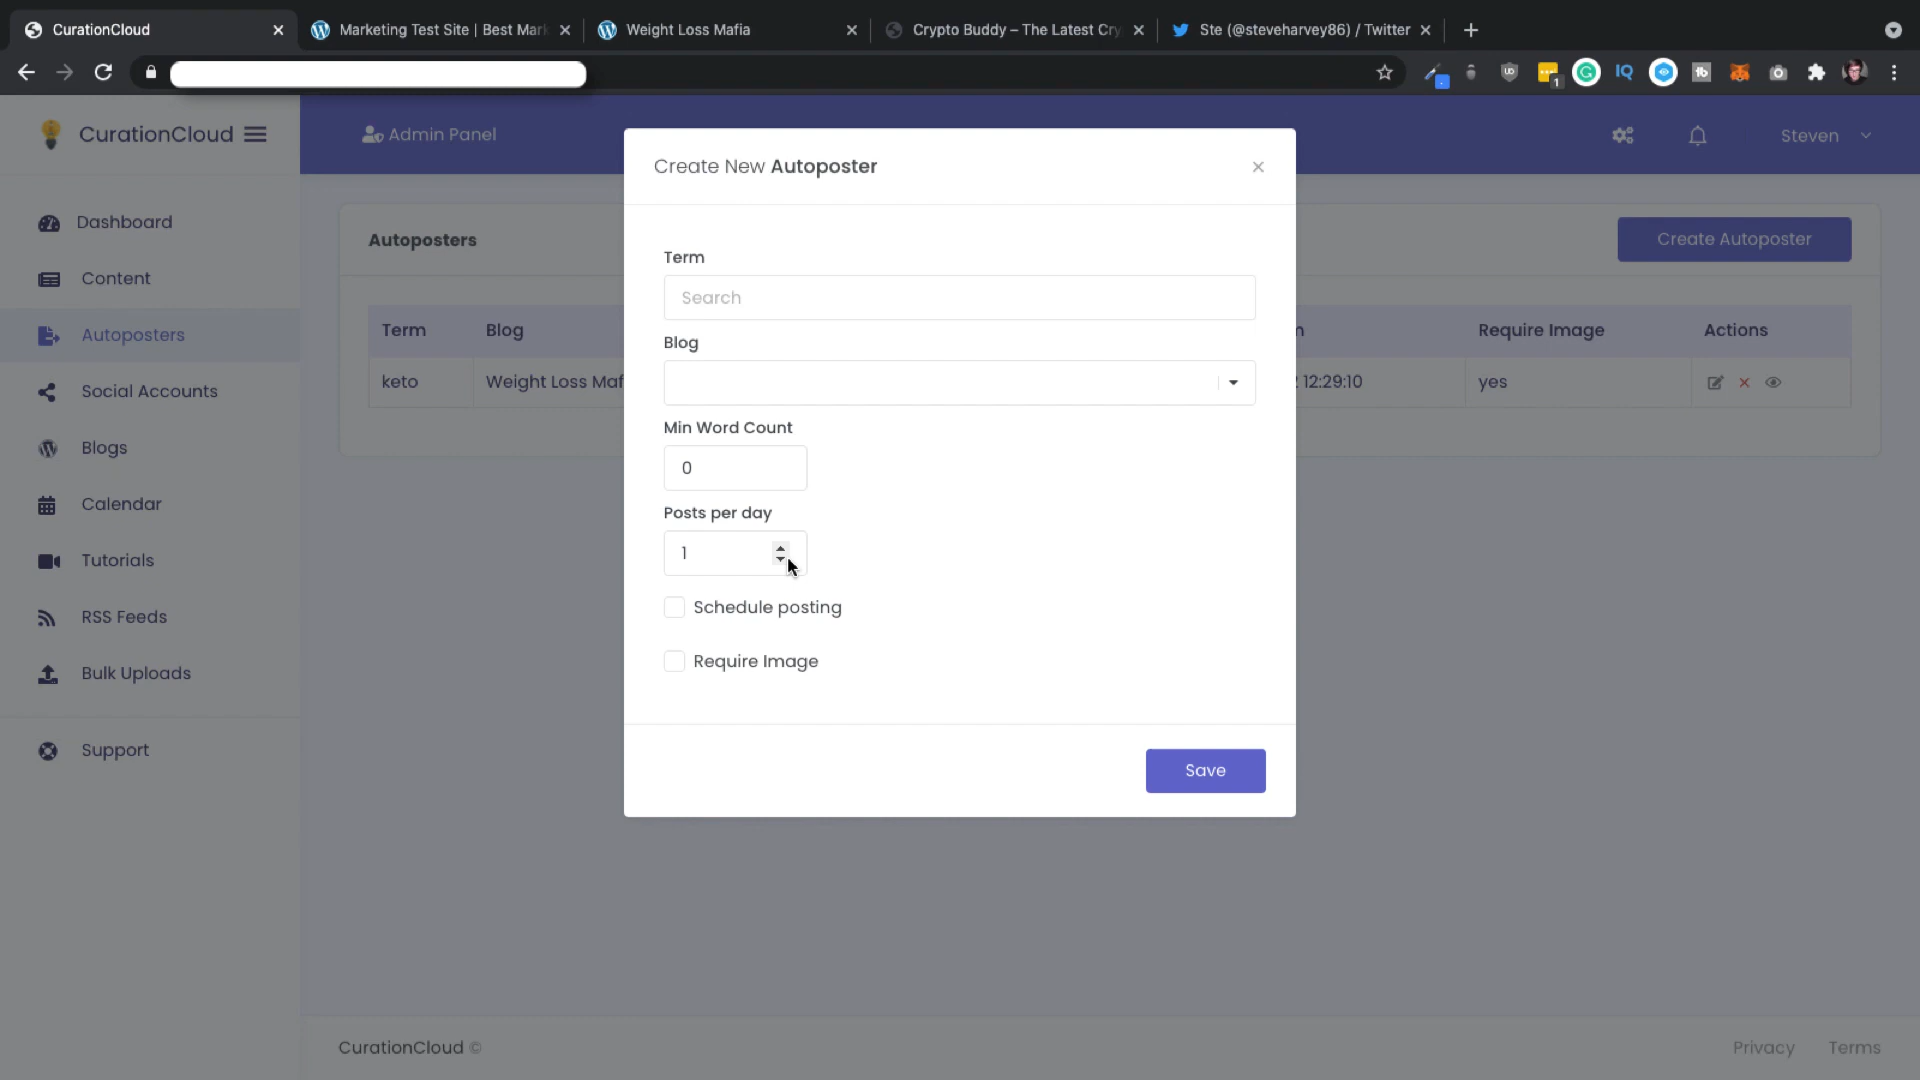 CurationCloud
Marketing Test Site | Best Mark
Weight Loss Mafia
Crypto Buddy – The Latest Cry
Ste (@steveharvey86) / Twitter
CurationCloud
Admin Panel
Steven
Create New Autoposter
Dashboard
Content
Autoposters
Social Accounts
Blogs
Calendar
Tutorials
RSS Feeds
Bulk Uploads
Support
Autoposters
Create Autoposter
Term
Blog
Require Image
Actions
keto
Weight Loss Maf
12:29:10
yes
Term
Search
Blog
Min Word Count
0
Posts per day
1
Schedule posting
Require Image
Save
CurationCloud ©
Privacy
Terms